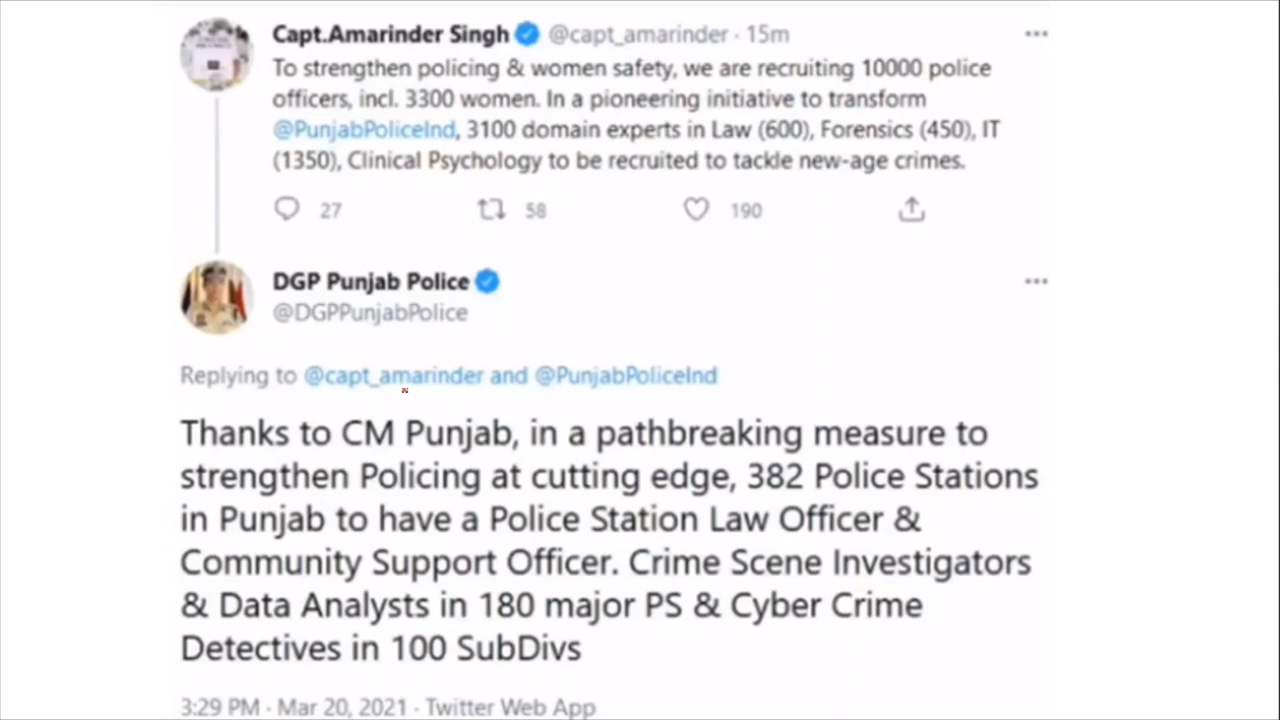 Capt.Amarinder Singh @capt_amarinder · 15m
To strengthen policing & women safety, we are recruiting 10000 police
officers, incl. 3300 women. In a pioneering initiative to transform
@PunjabPoliceInd, 3100 domain experts in Law (600), Forensics (450), IT
(1350), Clinical Psychology to be recruited to tackle new-age crimes.
27 58 190
DGP Punjab Police
@DGPPunjabPolice
Replying to @capt_amarinder and @PunjabPoliceInd
Thanks to CM Punjab, in a pathbreaking measure to
strengthen Policing at cutting edge, 382 Police Stations
in Punjab to have a Police Station Law Officer &
Community Support Officer. Crime Scene Investigators
& Data Analysts in 180 major PS & Cyber Crime
Detectives in 100 SubDivs
3:29 PM · Mar 20, 2021 · Twitter Web App